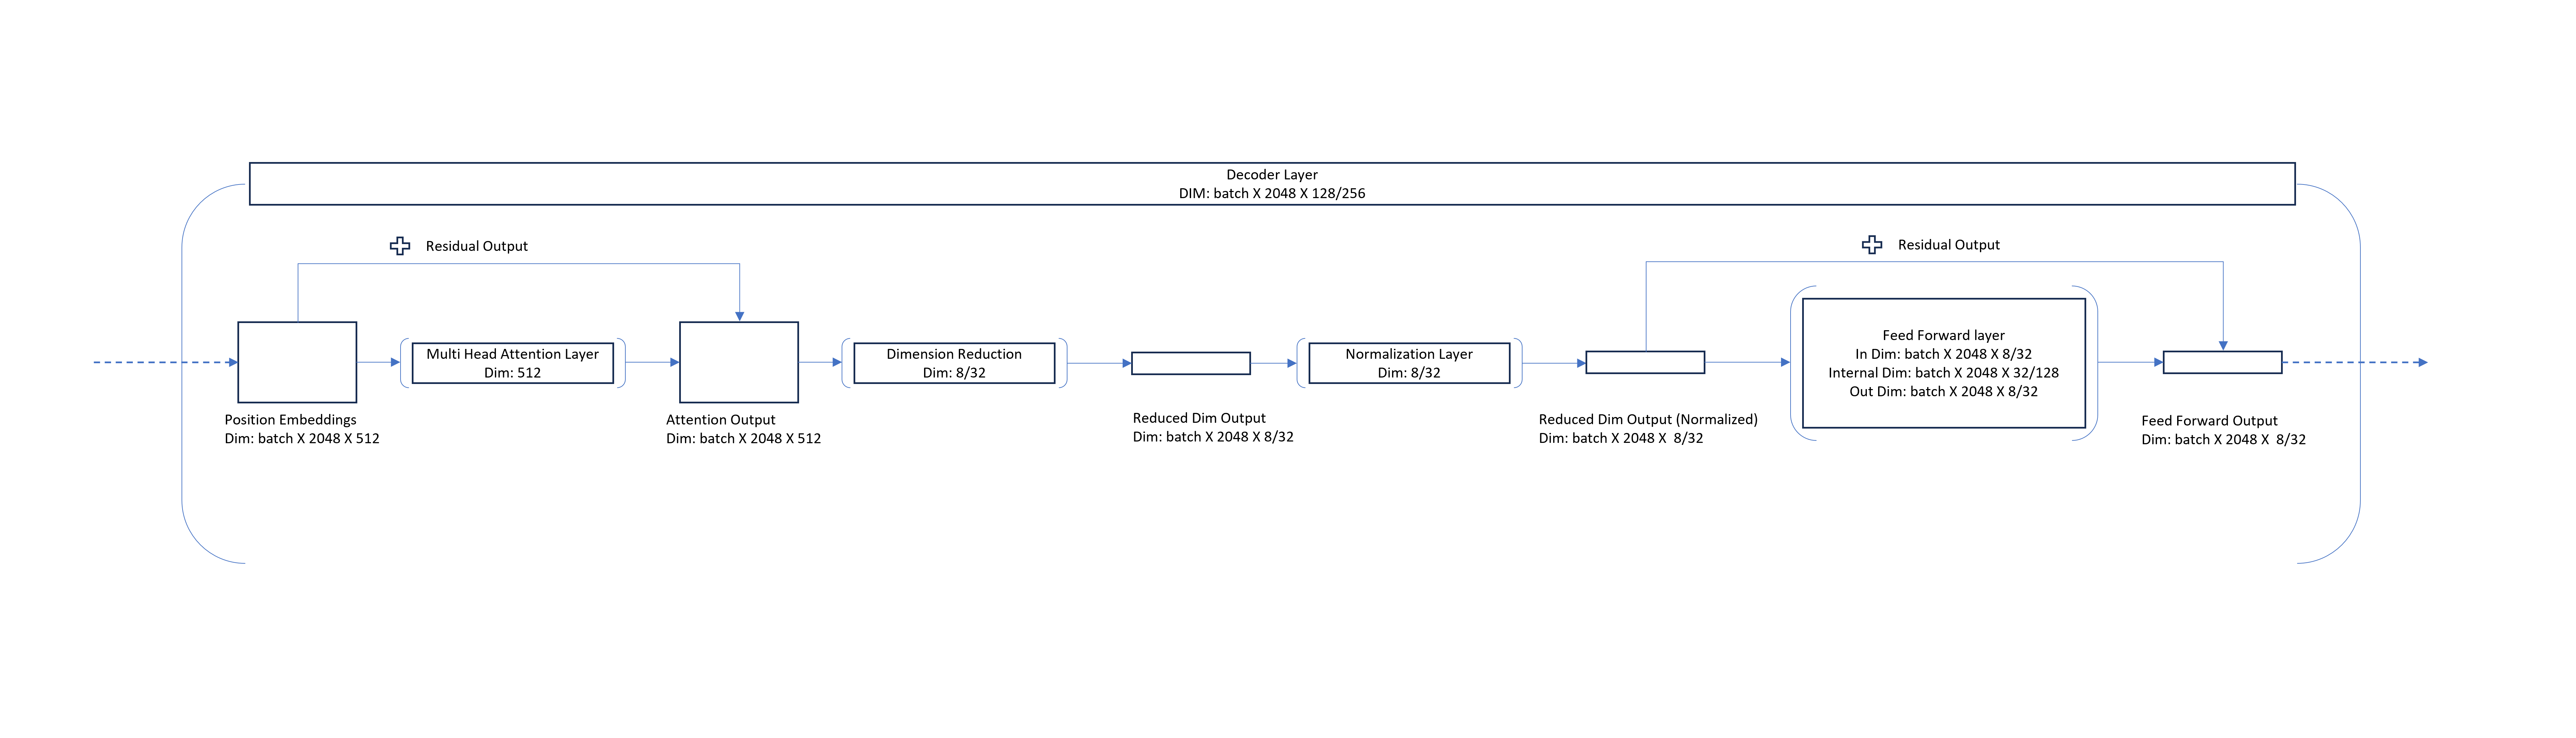 Decoder Layer
DIM: batch X 2048 X 128/256
Residual Output
Residual Output
Multi Head Attention Layer
Dim: 512
Dimension Reduction
Dim: 8/32
Normalization Layer
Dim: 8/32
Feed Forward layer
In Dim: batch X 2048 X 8/32
Internal Dim: batch X 2048 X 32/128
Out Dim: batch X 2048 X 8/32
Position Embeddings
Dim: batch X 2048 X 512
Attention Output
Dim: batch X 2048 X 512
Reduced Dim Output
Dim: batch X 2048 X 8/32
Reduced Dim Output (Normalized)
Dim: batch X 2048 X  8/32
Feed Forward Output
Dim: batch X 2048 X  8/32